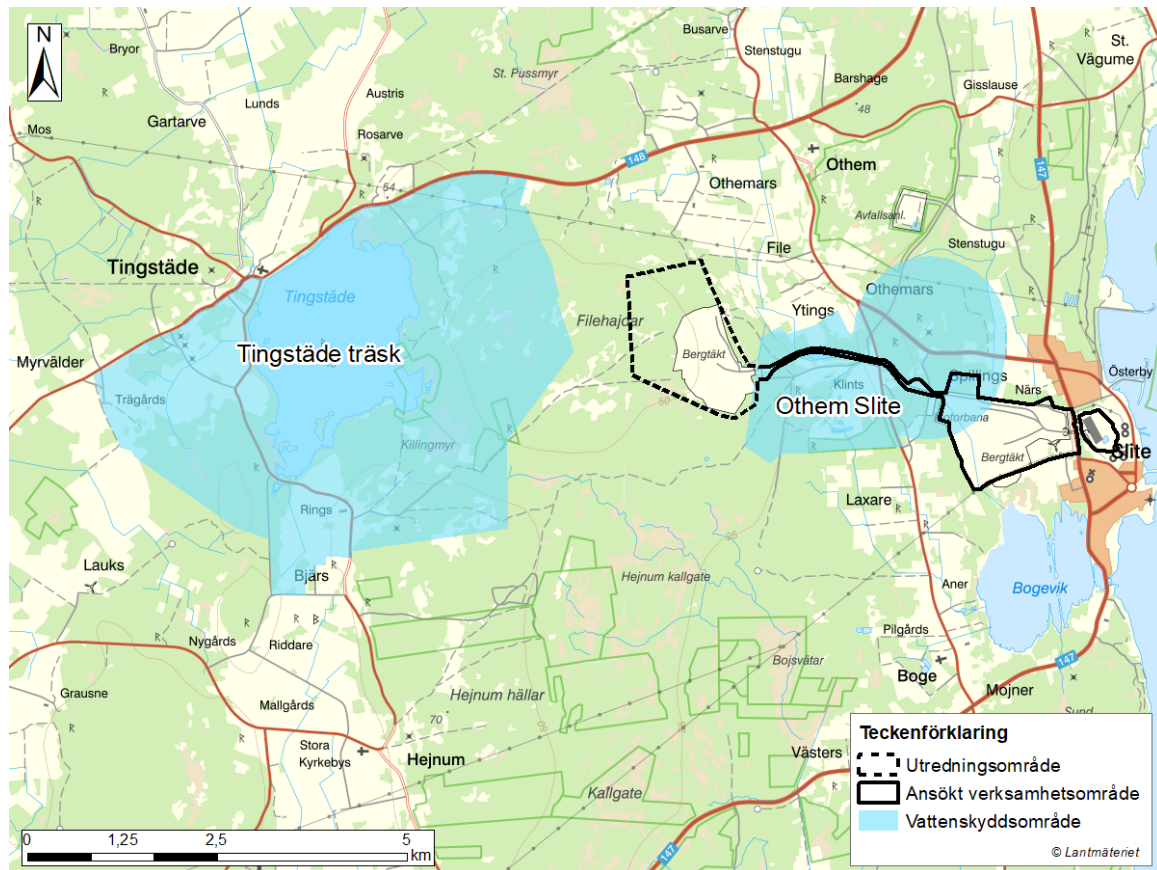 N
Bryor
Busarve
Stenstugu
St.
Vägume
St. Pussmyr
Barshage
Gisslause
48
Lunds
Austris
Gartarve
Mos
Rosarve
148
147
54
Othem
Othemars
Avfallsanl.
Stenstugu
File
Tingstäde
Tingstäde
Othemars
Ytings
Filehajdar
Myrvälder
Tingstäde träsk
Bergtäkt
Österby
Trägårds
Klints
Spillings
Närs
60
Othem Slite
Motorbana
Killingmyr
Bergtäkt
Slite
Laxare
Rings
Lauks
Bjärs
Hejnum kallgate
Aner
Bogevik
Pilgårds
Nygårds
Riddare
Bojsvätar
147
Boge
Grausne
Mallgårds
Hejnum hällar
Mojner
Sund
70
Stora
Kyrkebys
Hejnum
Västers
Kallgate
Teckenförklaring
Utredningsområde
Ansökt verksamhetsområde
Vattenskyddsområde
© Lantmäteriet
0
1,25
2,5
5
km